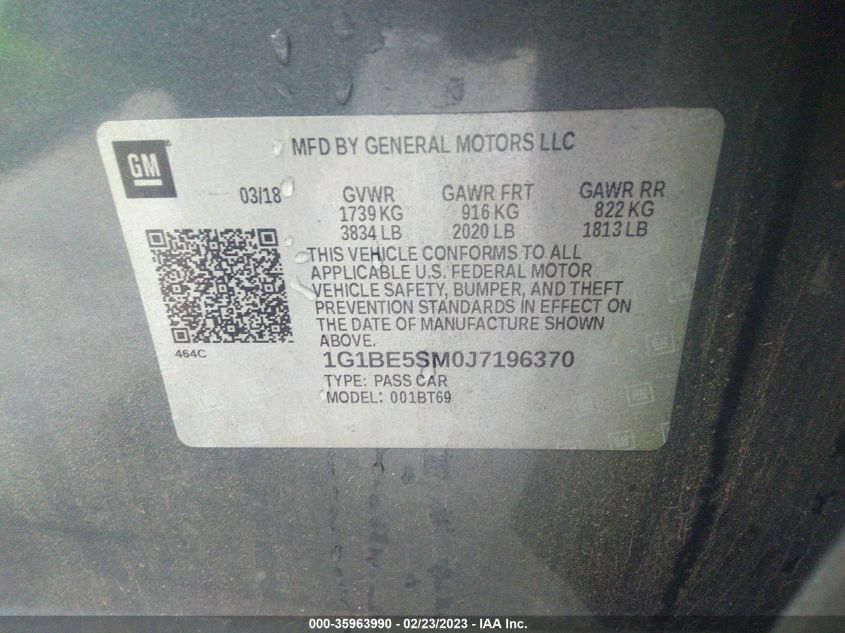 GM
MFD BY GENERAL MOTORS LLC
03/18
GVWR GAWR FRT GAWR RR
1739 KG 916 KG 822 KG
3834 LB 2020 LB 1813 LB
THIS VEHICLE CONFORMS TO ALL
APPLICABLE U.S. FEDERAL MOTOR
VEHICLE SAFETY, BUMPER, AND THEFT
PREVENTION STANDARDS IN EFFECT ON
THE DATE OF MANUFACTURE SHOWN
ABOVE.
464C
1G1BE5SM0J7196370
TYPE: PASS CAR
MODEL: 001BT69
000-35963990 - 02/23/2023 - IAA Inc.